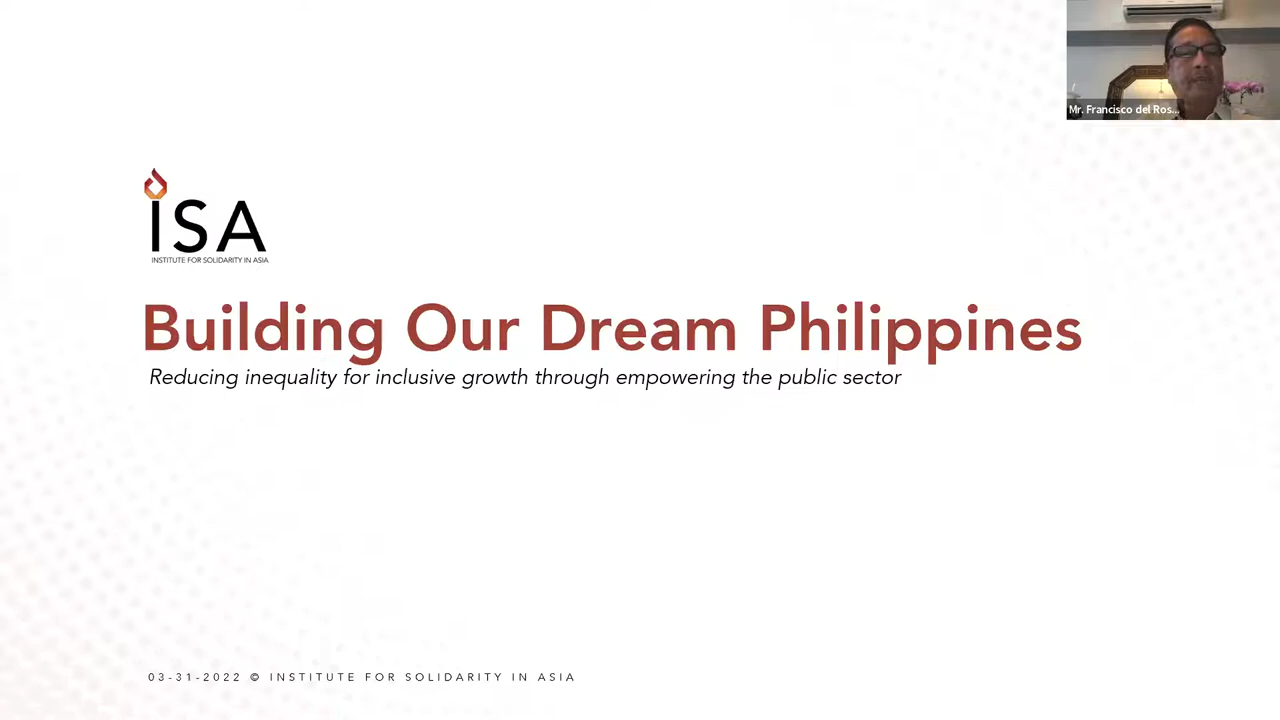 Mr. Francisco del Ros...
ISA
INSTITUTE FOR SOLIDARITY IN ASIA
Building Our Dream Philippines
Reducing inequality for inclusive growth through empowering the public sector
03-31-2022 © INSTITUTE FOR SOLIDARITY IN ASIA